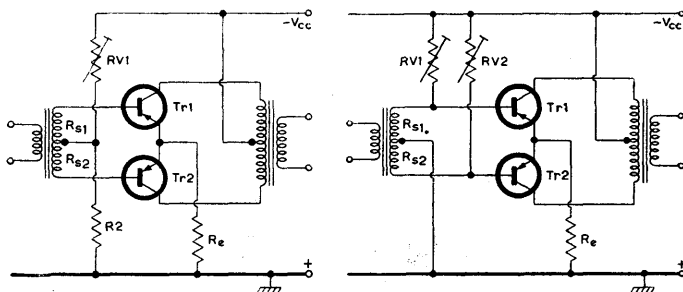 -Vcc
RV1
Tr1
Rs1
Rs2
Tr2
R2
Re
+
-Vcc
RV1
RV2
Tr1
Rs1.
Rs2
Tr2
Re
+